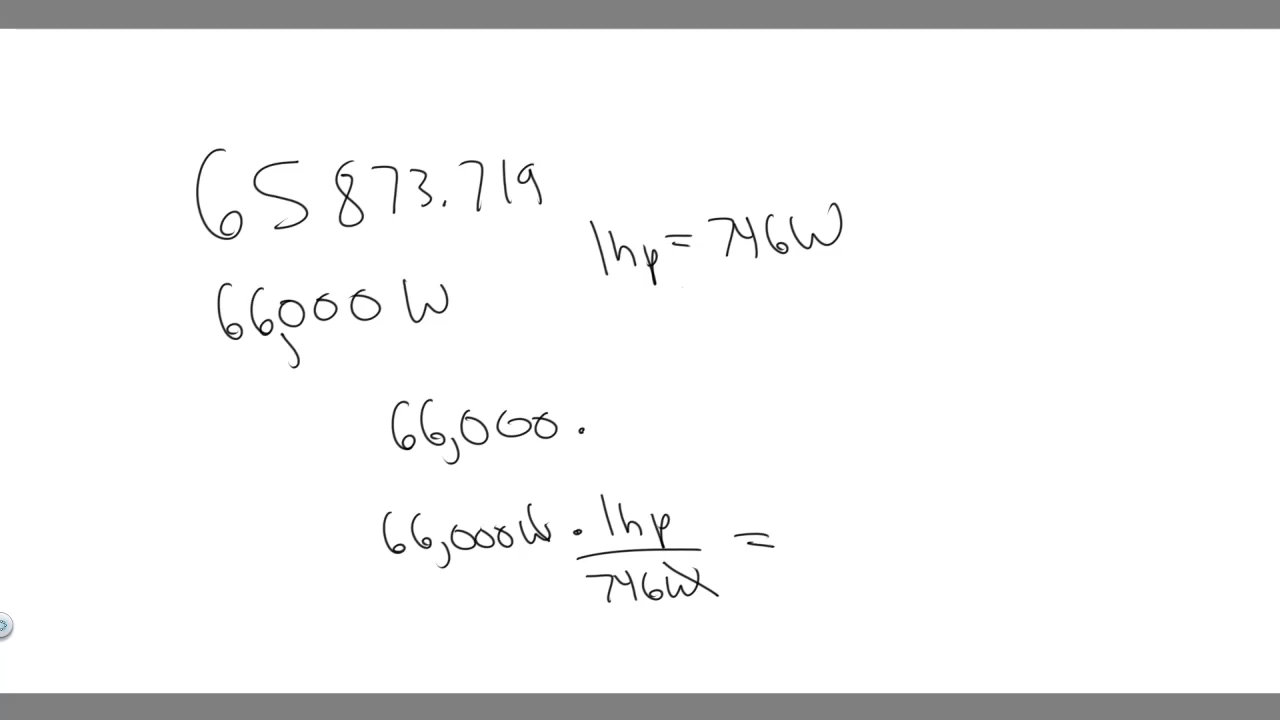 65873.719
1hp = 746W
66,000 W
66,000 .
66,000W . 1hp =
746W